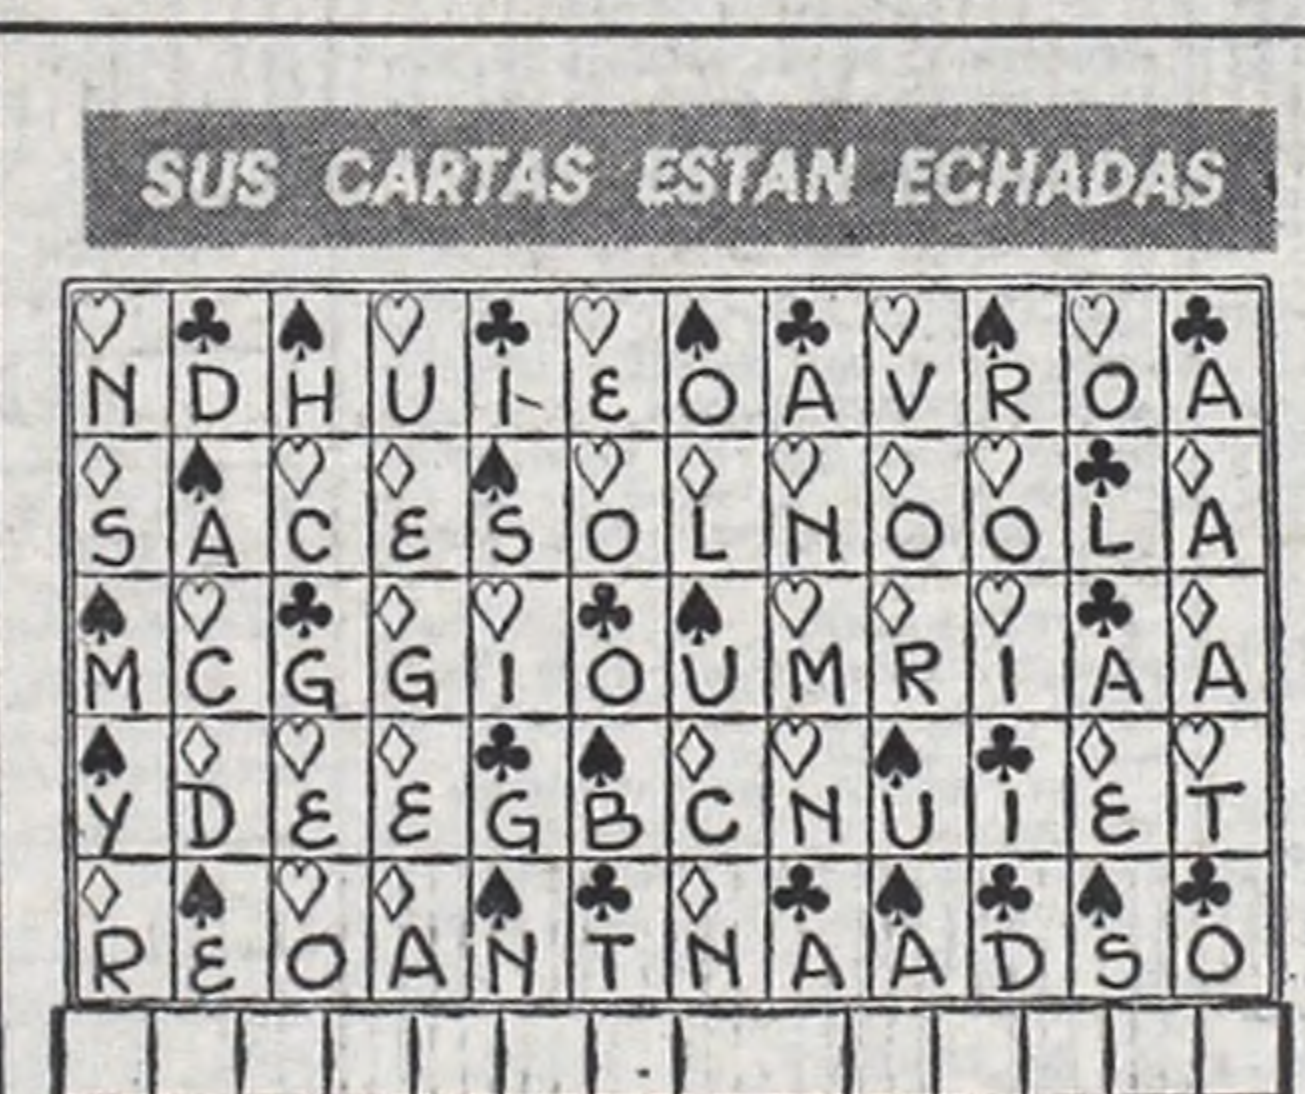 SUS CARTAS ESTAN ECHADAS
N D H U I E O A V R O A
S A C E S O L N O O L A
M C G G I O U M R I A A
Y D E E G B C N U I E T
R E O A N T N A A D S O